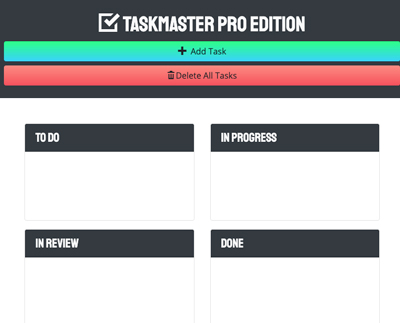 TASKMASTER PRO EDITION
Add Task
Delete All Tasks
TO DO
IN PROGRESS
IN REVIEW
DONE